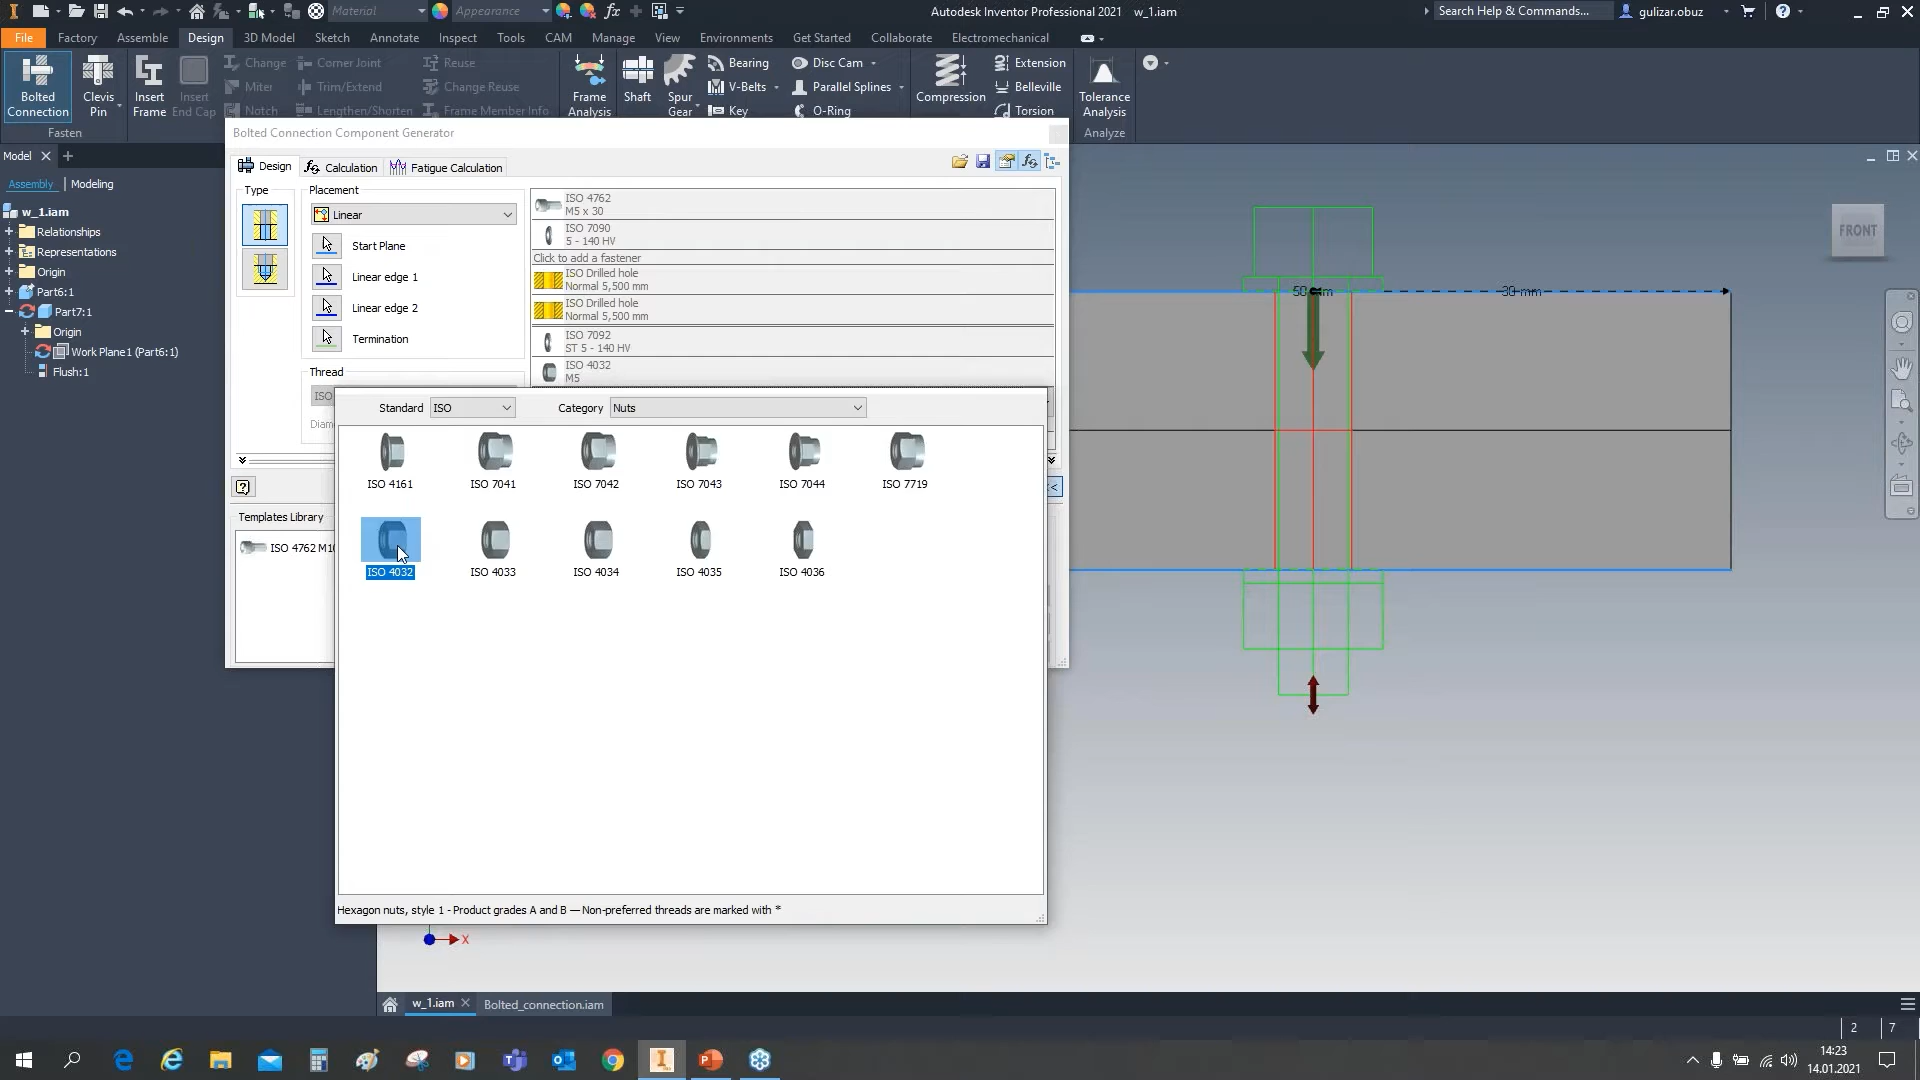 Material
Appearance
Autodesk Inventor Professional 2021 w_1.iam
Search Help & Commands...
gulizar.obuz
File Factory Assemble Design 3D Model Sketch Annotate Inspect Tools CAM Manage View Environments Get Started Collaborate Electromechanical
Bolted Connection
Clevis Pin
Insert Frame
Insert End Cap
Change
Miter
Notch
Corner Joint
Trim/Extend
Lengthen/Shorten
Reuse
Change Reuse
Frame Member Info
Frame Analysis
Shaft
Spur Gear
Bearing
V-Belts
Key
Disc Cam
Parallel Splines
O-Ring
Compression
Extension
Belleville
Torsion
Tolerance Analysis
Fasten
Analyze
Bolted Connection Component Generator
Model
Assembly | Modeling
w_1.iam
Relationships
Representations
Origin
Part6:1
Part7:1
Origin
Work Plane1 (Part6:1)
Flush:1
Design
Calculation
Fatigue Calculation
Type
Placement
Linear
Start Plane
Linear edge 1
Linear edge 2
Termination
Thread
ISO
Diam
ISO 4762
M5 x 30
ISO 7090
5 - 140 HV
Click to add a fastener
ISO Drilled hole
Normal 5,500 mm
ISO Drilled hole
Normal 5,500 mm
ISO 7092
ST 5 - 140 HV
ISO 4032
M5
<<
Templates Library
ISO 4762 M10
Standard ISO Category Nuts
ISO 4161 ISO 7041 ISO 7042 ISO 7043 ISO 7044 ISO 7719
ISO 4032 ISO 4033 ISO 4034 ISO 4035 ISO 4036
Hexagon nuts, style 1 - Product grades A and B — Non-preferred threads are marked with *
30 mm
FRONT
X
w_1.iam
Bolted_connection.iam
2 7
14:23
14.01.2021